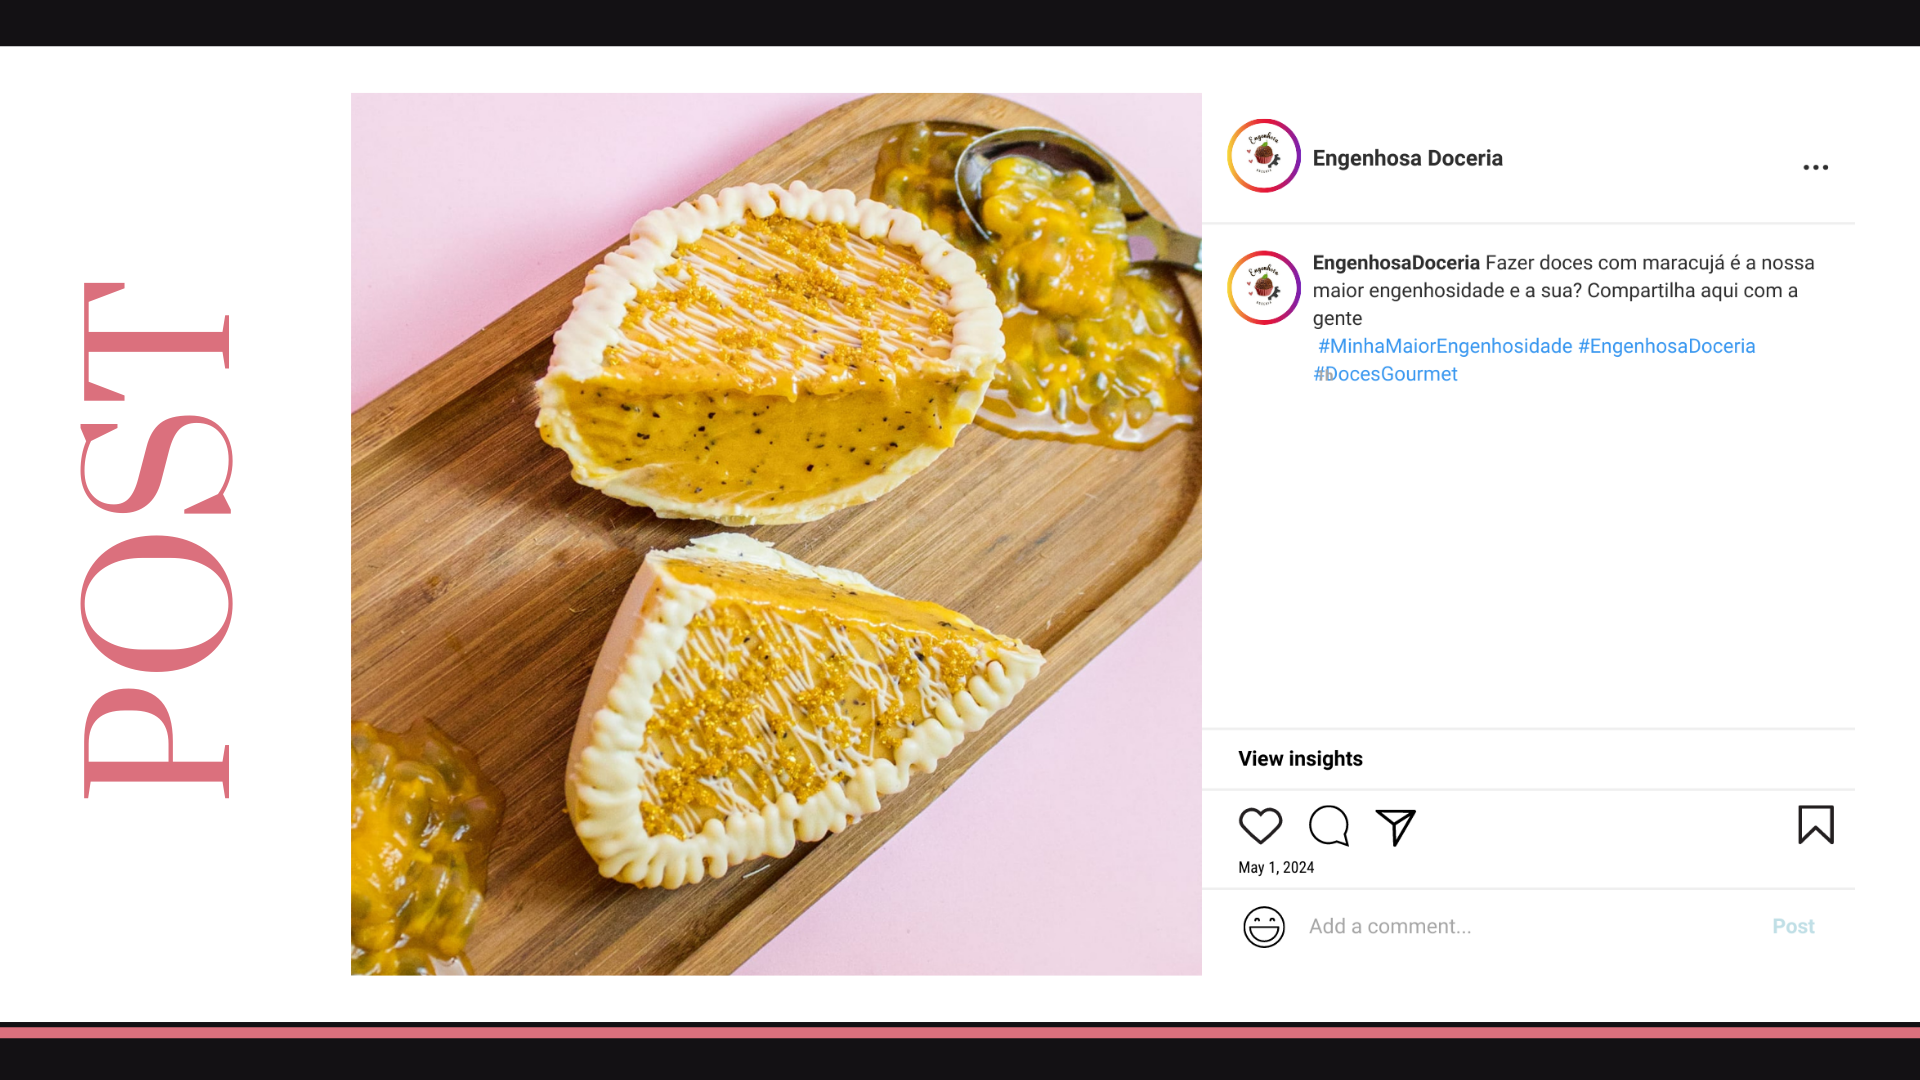 POST
Engenhosa Doceria
EngenhosaDoceria Fazer doces com maracujá é a nossa
maior engenhosidade e a sua? Compartilha aqui com a
gente
#MinhaMaiorEngenhosidade #EngenhosaDoceria
#DocesGourmet
View insights
May 1, 2024
Add a comment...
Post